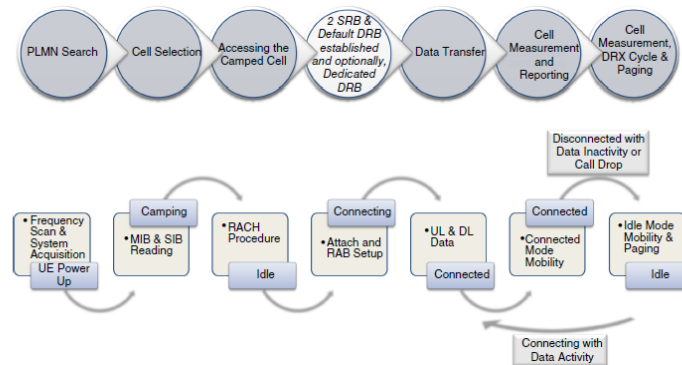 PLMN Search
Cell Selection
Accessing the
Camped Cell
2 SRB &
Default DRB
established
and optionally,
Dedicated
DRB
Data Transfer
Cell
Measurement
and
Reporting
Cell
Measurement,
DRX Cycle &
Paging
Disconnected with
Data Inactivity or
Call Drop
•Frequency
Scan &
System
Acquisition
UE Power
Up
Camping
•MIB & SIB
Reading
•RACH
Procedure
Idle
Connecting
•Attach and
RAB Setup
•UL & DL
Data
Connected
Connected
•Connected
Mode
Mobility
•Idle Mode
Mobility &
Paging
Idle
Connecting with
Data Activity